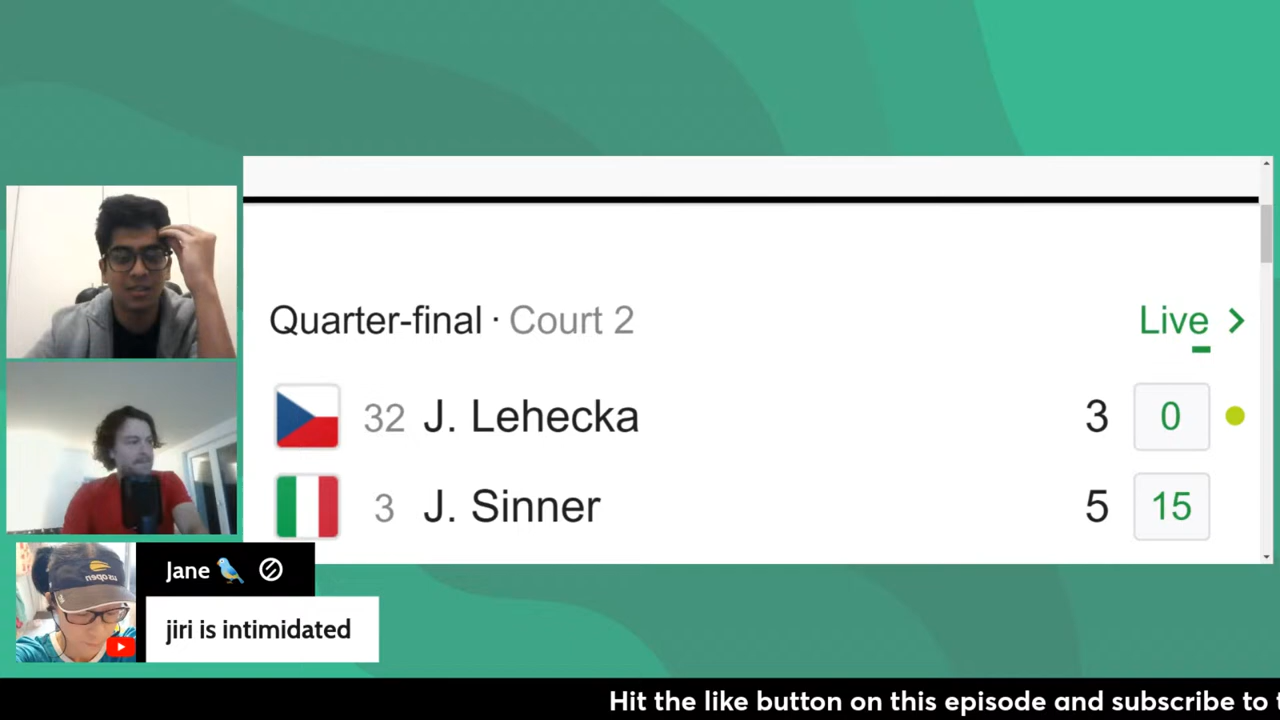 Quarter-final · Court 2
Live
32 J. Lehecka 3 0
3 J. Sinner 5 15
Jane
jiri is intimidated
Hit the like button on this episode and subscribe to